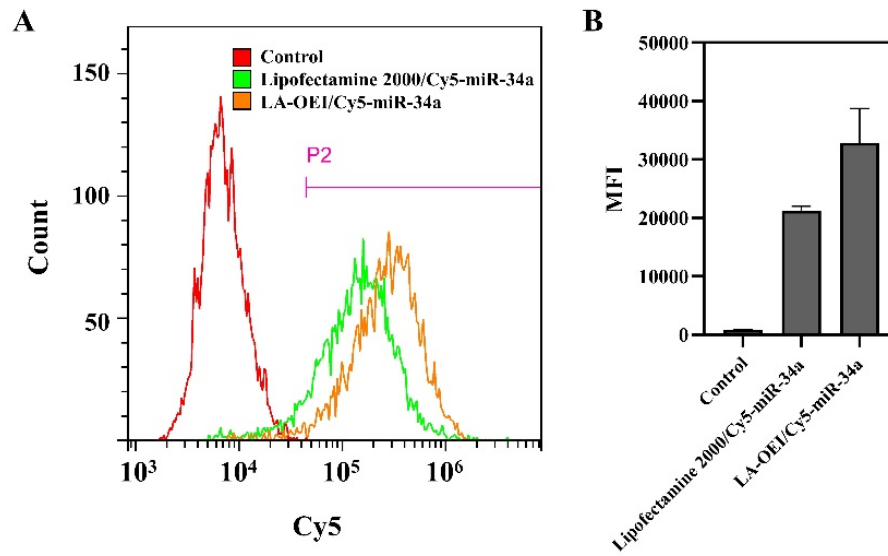 A
Control
Lipofectamine 2000/Cy5-miR-34a
LA-OEI/Cy5-miR-34a
P2
150
100
50
Count
10³ 10⁴ 10⁵ 10⁶
Cy5
B
50000
40000
30000
20000
10000
0
MFI
Control
Lipofectamine 2000/Cy5-miR-34a
LA-OEI/Cy5-miR-34a